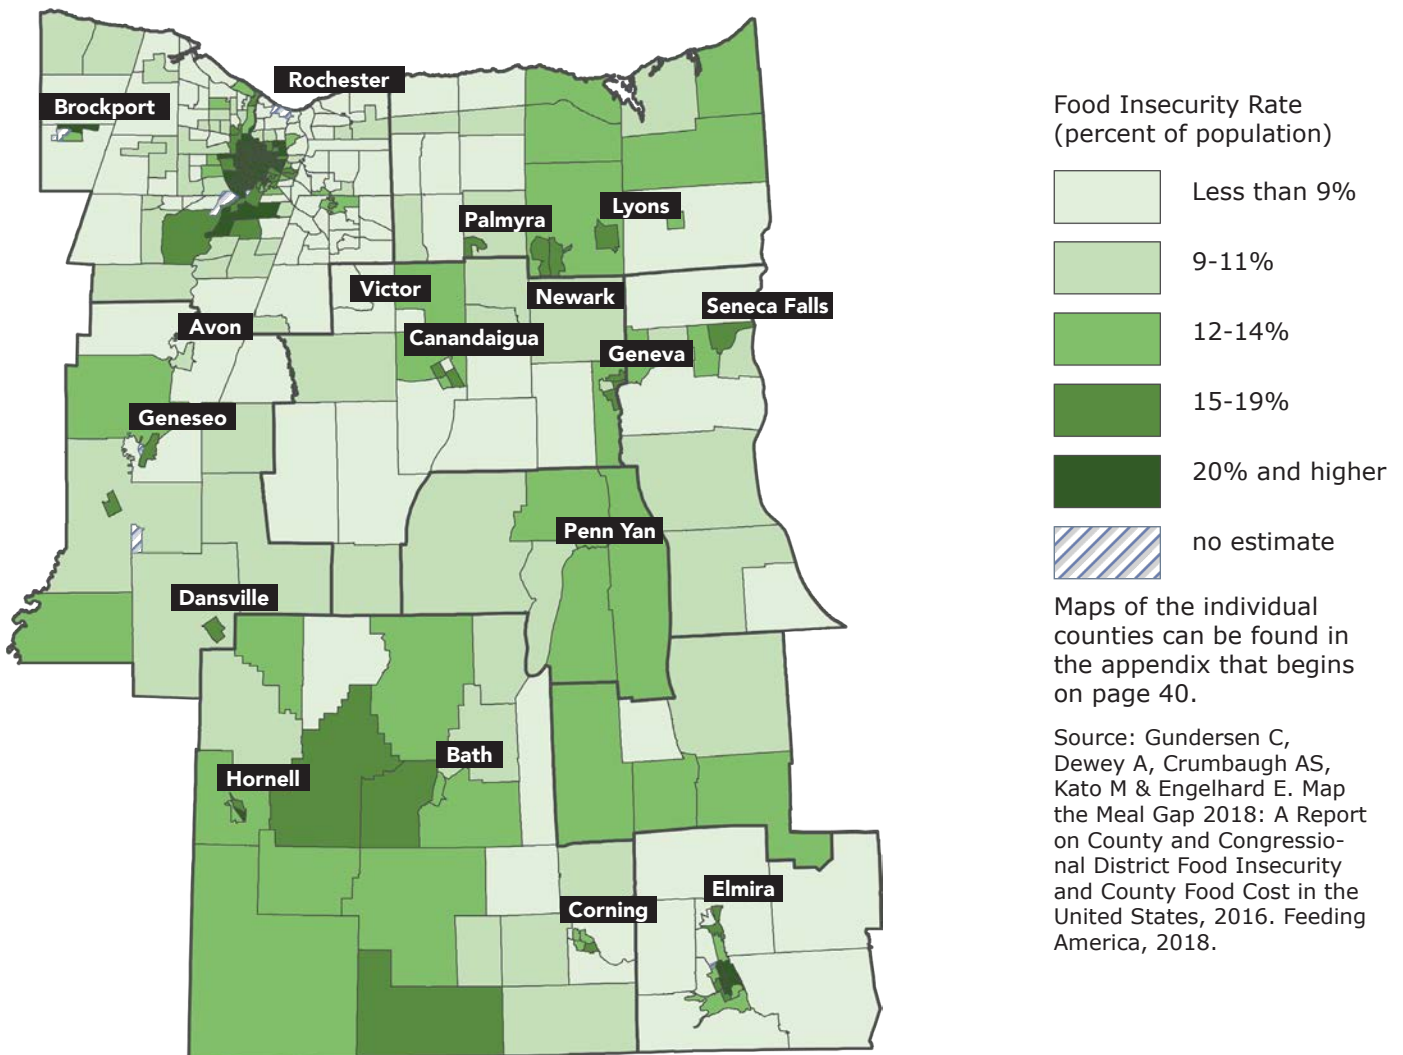 Rochester
Brockport
Palmyra
Lyons
Victor
Newark
Seneca Falls
Avon
Canandaigua
Geneva
Geneseo
Penn Yan
Dansville
Bath
Hornell
Elmira
Corning
Food Insecurity Rate
(percent of population)
Less than 9%
9-11%
12-14%
15-19%
20% and higher
no estimate
Maps of the individual
counties can be found in
the appendix that begins
on page 40.
Source: Gundersen C,
Dewey A, Crumbaugh AS,
Kato M & Engelhard E. Map
the Meal Gap 2018: A Report
on County and Congressio-
nal District Food Insecurity
and County Food Cost in the
United States, 2016. Feeding
America, 2018.